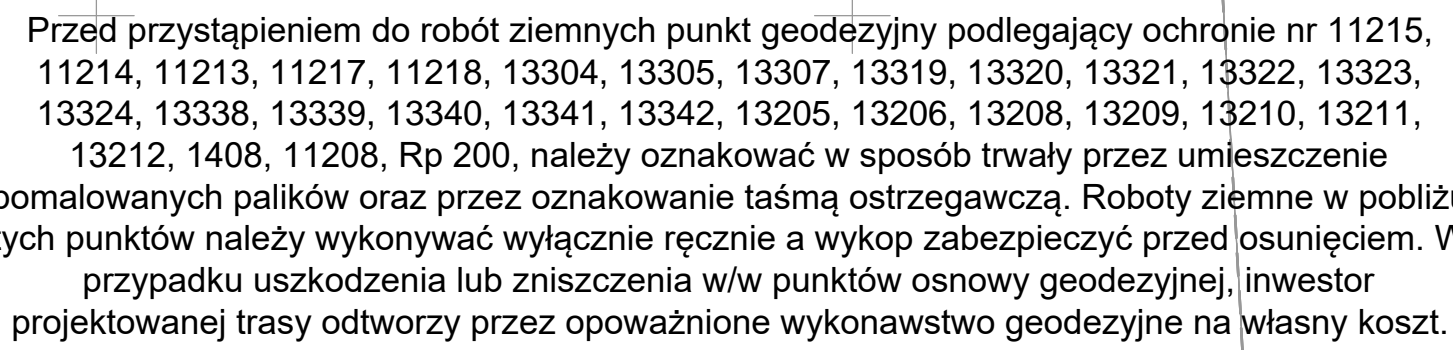 Przed przystąpieniem do robót ziemnych punkt geodezyjny podlegający ochronie nr 11215,
11214, 11213, 11217, 11218, 13304, 13305, 13307, 13319, 13320, 13321, 13322, 13323,
13324, 13338, 13339, 13340, 13341, 13342, 13205, 13206, 13208, 13209, 13210, 13211,
13212, 1408, 11208, Rp 200, należy oznakować w sposób trwały przez umieszczenie
pomalowanych palików oraz przez oznakowanie taśmą ostrzegawczą. Roboty ziemne w pobliżu
tych punktów należy wykonywać wyłącznie ręcznie a wykop zabezpieczyć przed osunięciem. W
przypadku uszkodzenia lub zniszczenia w/w punktów osnowy geodezyjnej, inwestor
projektowanej trasy odtworzy przez opoważnione wykonawstwo geodezyjne na własny koszt.